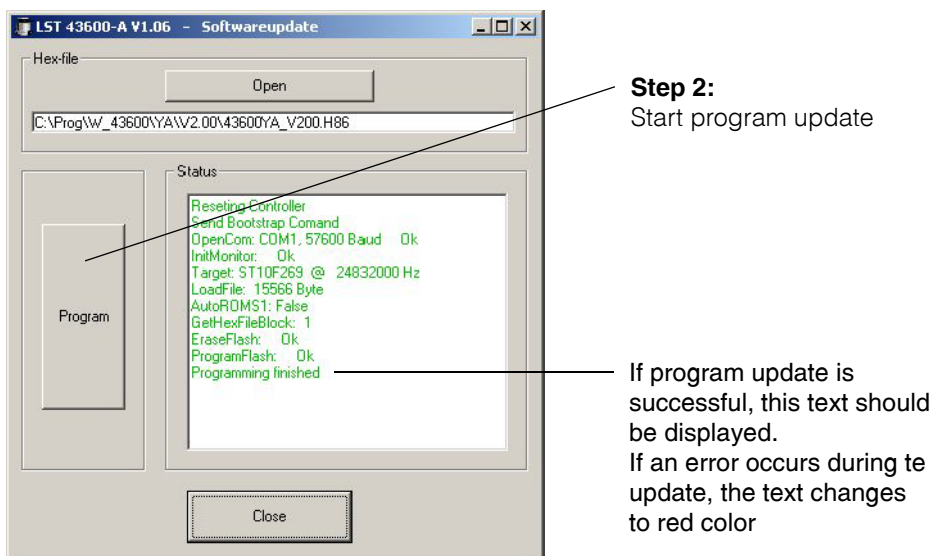 LST 43600-A V1.06 - Softwareupdate
Hex-file
Open
C:\Prog\W_43600\YA\V2.00\43600YA_V200.H86
Step 2:
Start program update
Status
Reseting Controller
Send Bootstrap Comand
OpenCom: COM1, 57600 Baud Ok
InitMonitor: Ok
Target: ST10F269 @ 24832000 Hz
LoadFile: 15566 Byte
AutoROMS1: False
GetHexFileBlock: 1
EraseFlash: Ok
ProgramFlash: Ok
Programming finished
Program
If program update is
successful, this text should
be displayed.
If an error occurs during te
update, the text changes
to red color
Close